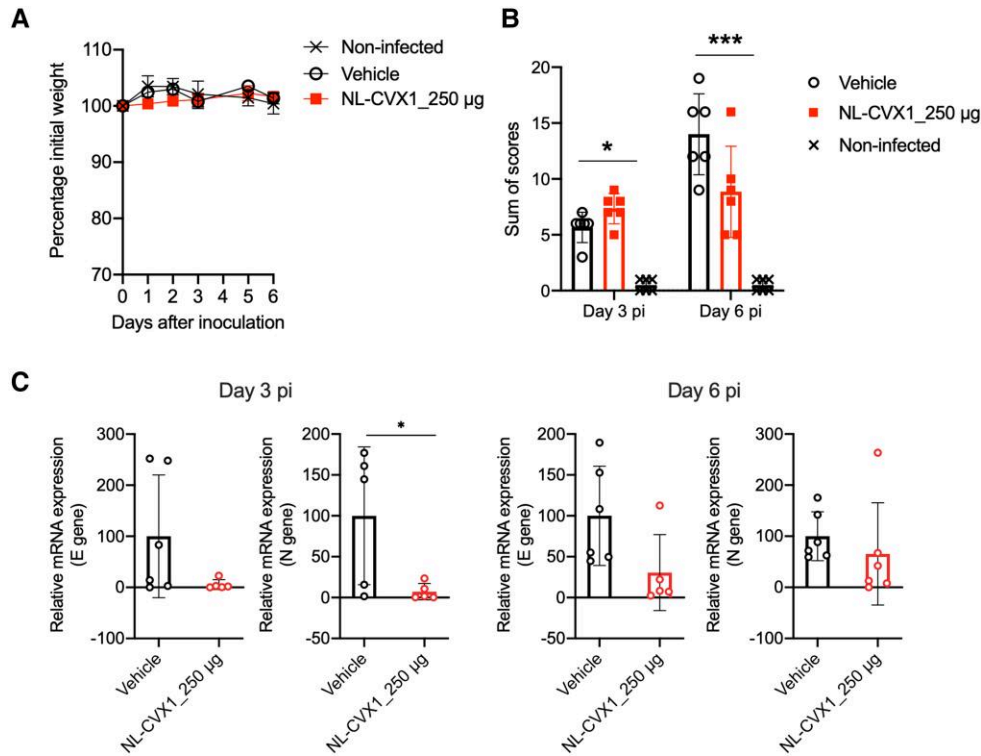 A
Non-infected
Vehicle
NL-CVX1_250 µg
Percentage initial weight
110
100
90
80
70
0 1 2 3 4 5 6
Days after inoculation
B
***
*
Vehicle
NL-CVX1_250 µg
Non-infected
Sum of scores
20
15
10
5
0
Day 3 pi
Day 6 pi
C
Day 3 pi
Relative mRNA expression
(E gene)
300
200
100
0
-100
Vehicle
NL-CVX1_250 µg
Relative mRNA expression
(N gene)
200
150
100
50
0
-50
*
Vehicle
NL-CVX1_250 µg
Day 6 pi
Relative mRNA expression
(E gene)
200
150
100
50
0
-50
Vehicle
NL-CVX1_250 µg
Relative mRNA expression
(N gene)
300
200
100
0
-100
Vehicle
NL-CVX1_250 µg